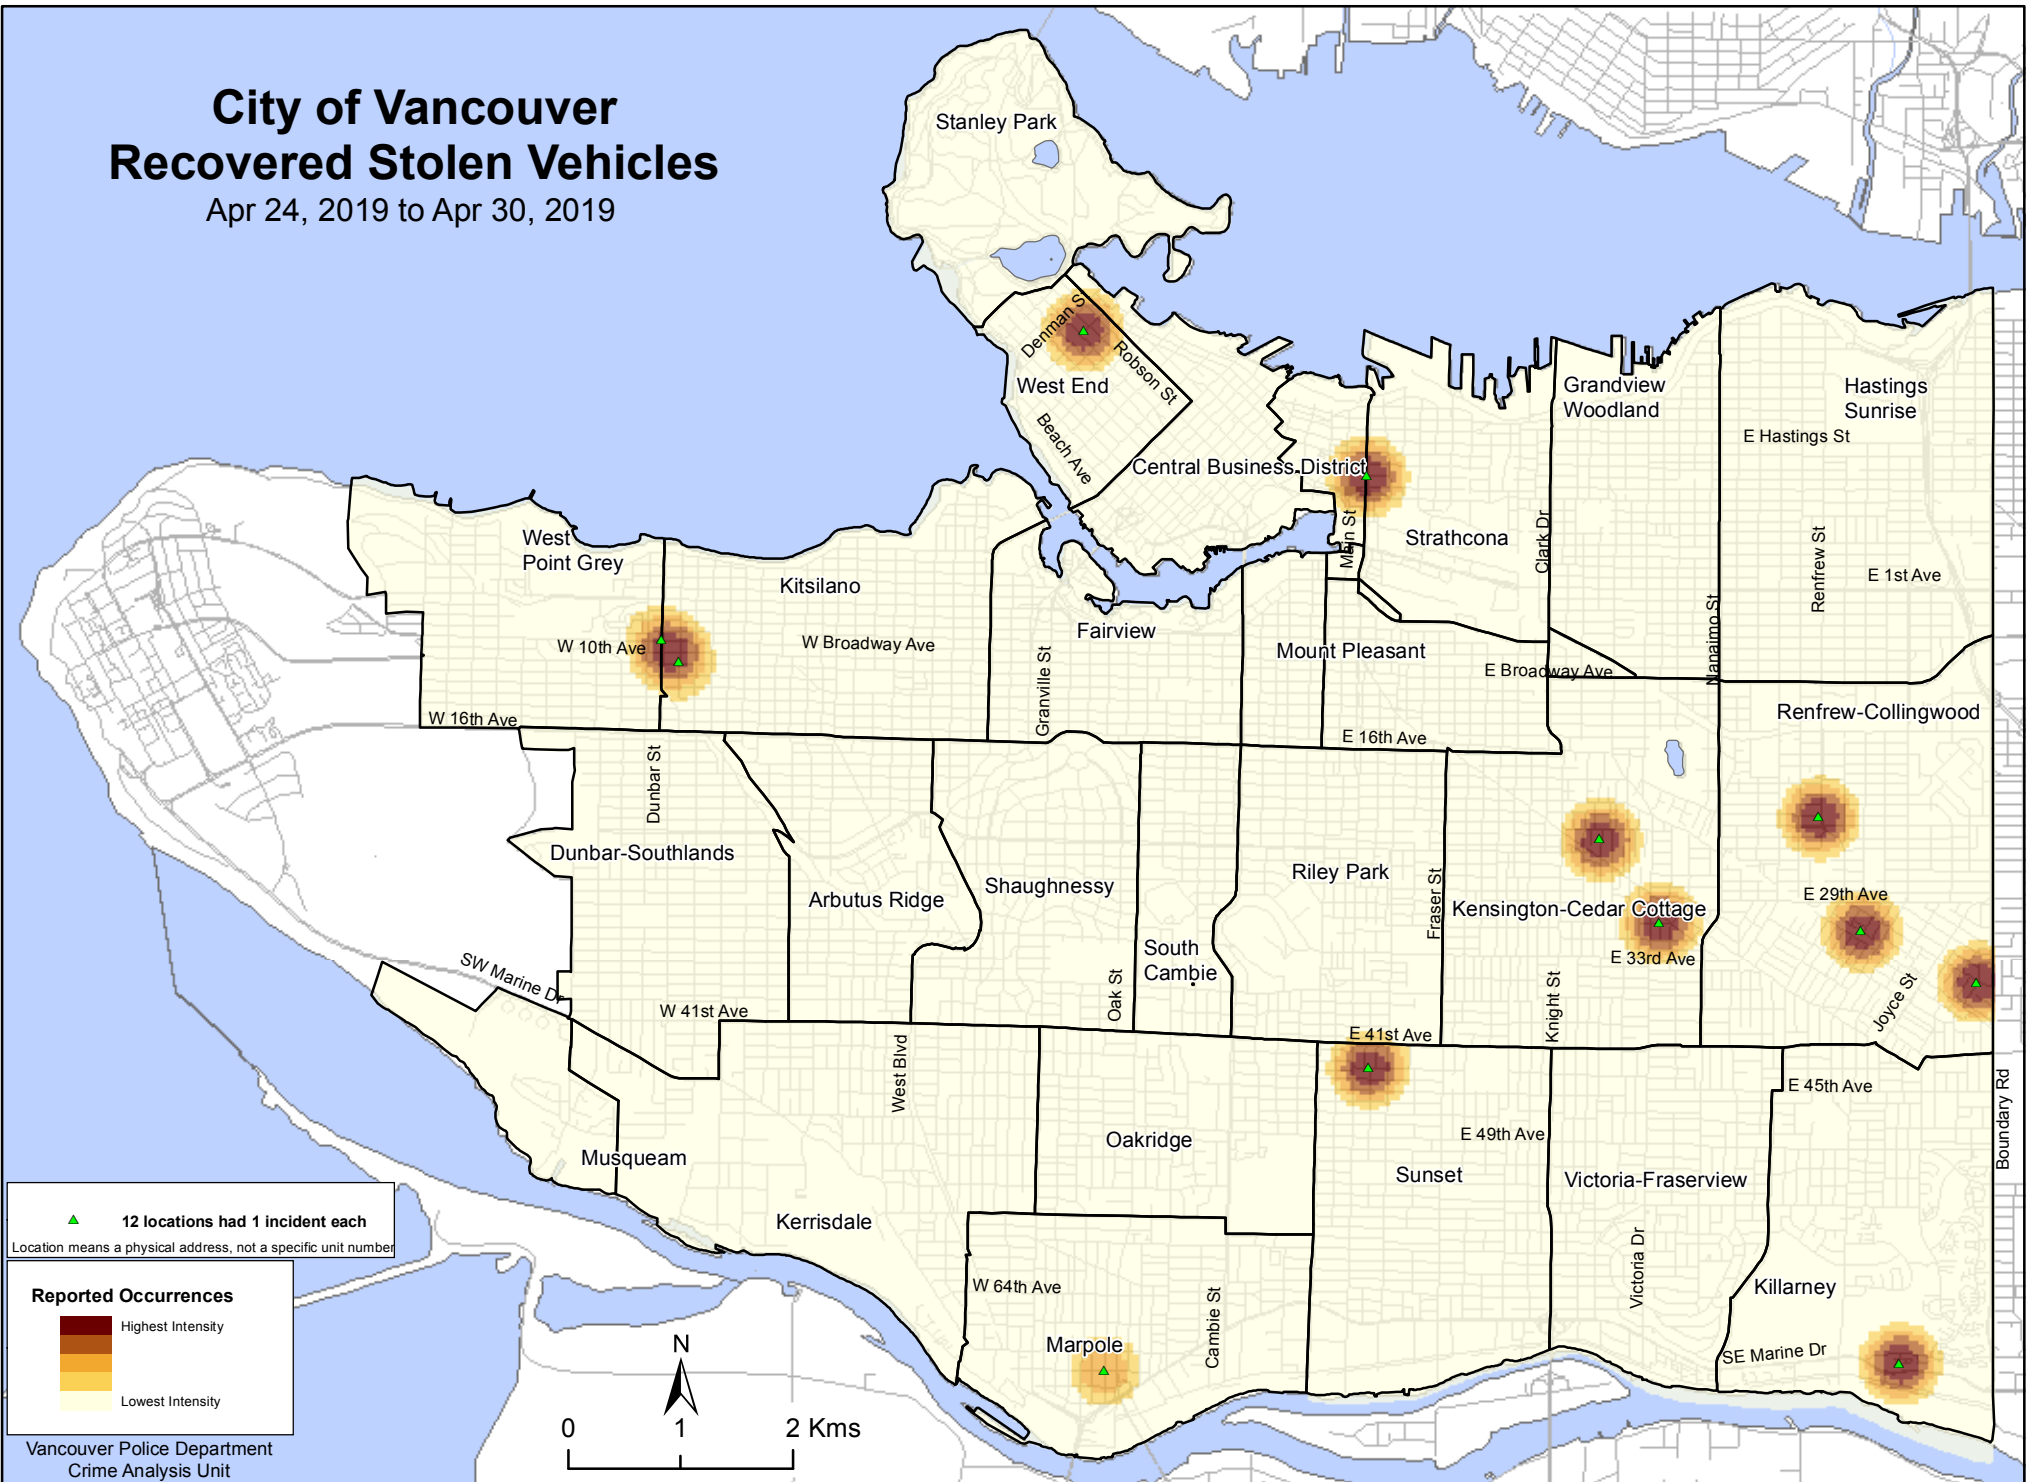 City of Vancouver
Recovered Stolen Vehicles
Apr 24, 2019 to Apr 30, 2019
Stanley Park
Denman S
Robson St
West End
Beach Ave
Central Business District
Grandview
Woodland
Hastings
Sunrise
E Hastings St
Main St
Strathcona
Clark Dr
Nanaimo St
Renfrew St
E 1st Ave
West
Point Grey
Kitsilano
W 10th Ave
W Broadway Ave
Fairview
Granville St
Mount Pleasant
E Broadway Ave
W 16th Ave
E 16th Ave
Renfrew-Collingwood
Dunbar St
Dunbar-Southlands
Arbutus Ridge
Shaughnessy
Riley Park
Fraser St
Kensington-Cedar Cottage
E 29th Ave
South
Cambie
E 33rd Ave
SW Marine Dr
W 41st Ave
Oak St
Knight St
Joyce St
E 41st Ave
West Blvd
E 45th Ave
Boundary Rd
Oakridge
E 49th Ave
Musqueam
Sunset
Victoria-Fraserview
Kerrisdale
Victoria Dr
W 64th Ave
Cambie St
Killarney
Marpole
SE Marine Dr
12 locations had 1 incident each
Location means a physical address, not a specific unit number
Reported Occurrences
Highest Intensity
Lowest Intensity
N
0 1 2 Kms
Vancouver Police Department
Crime Analysis Unit